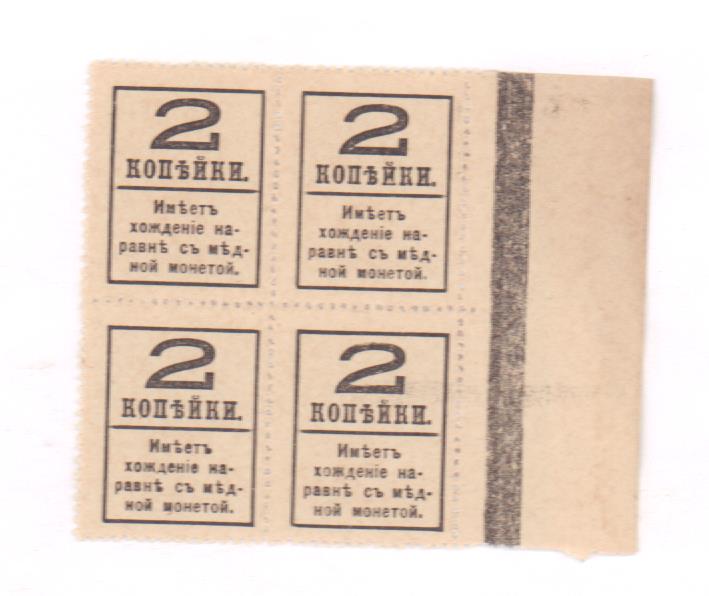 2
КОПѢЙКИ.
Имѣетъ
хожденіе на-
равнѣ съ мѣд-
ной монетой.
2
КОПѢЙКИ.
Имѣетъ
хожденіе на-
равнѣ съ мѣд-
ной монетой.
2
КОПѢЙКИ.
Имѣетъ
хожденіе на-
равнѣ съ мѣд-
ной монетой.
2
КОПѢЙКИ.
Имѣетъ
хожденіе на-
равнѣ съ мѣд-
ной монетой.